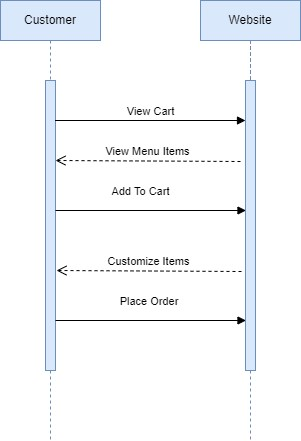 Customer
Website
View Cart
View Menu Items
Add To Cart
Customize Items
Place Order